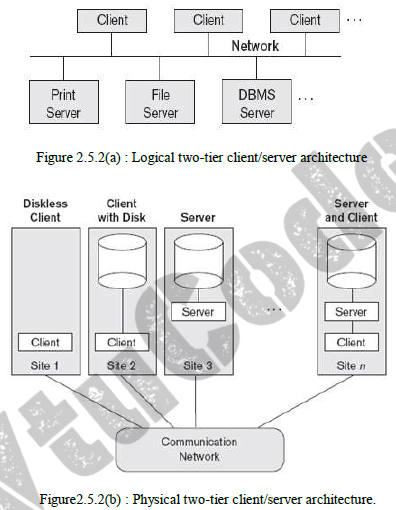 Client Client Client ...
Network
Print Server File Server DBMS Server ...
Figure 2.5.2(a) : Logical two-tier client/server architecture
Diskless Client Client with Disk Server Server and Client
Server ... Server
Client Client Client
Site 1 Site 2 Site 3 Site n
Communication Network
Figure2.5.2(b) : Physical two-tier client/server architecture.